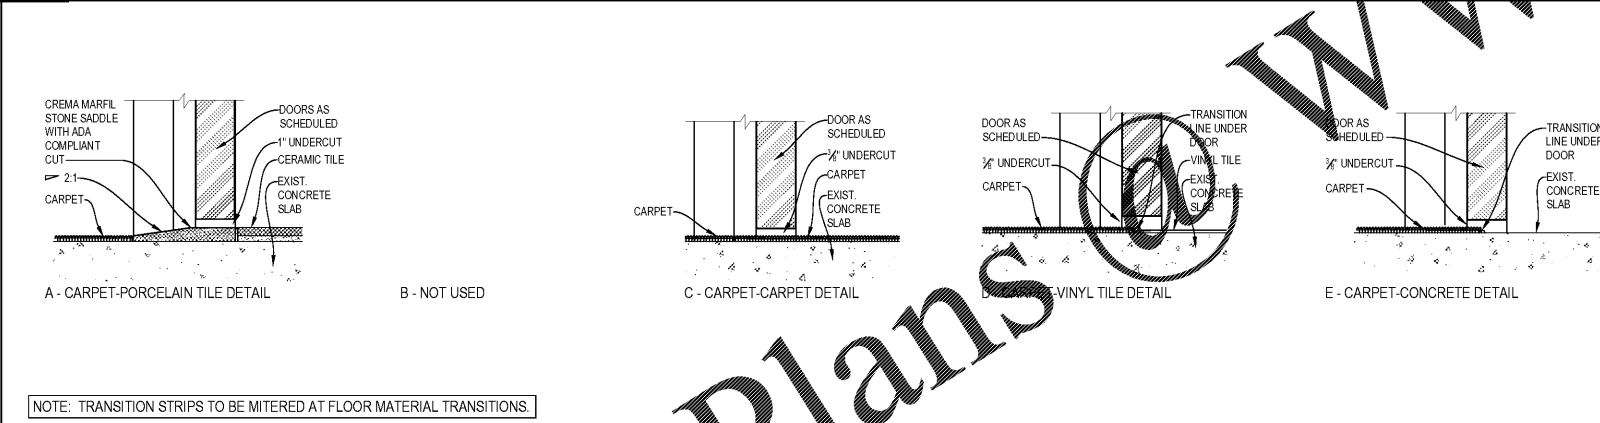 CREMA MARFIL
STONE SADDLE
WITH ADA
COMPLIANT
CUT
2:1
CARPET
DOORS AS
SCHEDULED
1" UNDERCUT
CERAMIC TILE
EXIST.
CONCRETE
SLAB
A - CARPET-PORCELAIN TILE DETAIL
B - NOT USED
CARPET
DOOR AS
SCHEDULED
⅜" UNDERCUT
CARPET
EXIST.
CONCRETE
SLAB
C - CARPET-CARPET DETAIL
DOOR AS
SCHEDULED
⅜" UNDERCUT
CARPET
TRANSITION
LINE UNDER
DOOR
VINYL TILE
EXIST.
CONCRETE
SLAB
D - CARPET-VINYL TILE DETAIL
DOOR AS
SCHEDULED
⅜" UNDERCUT
CARPET
TRANSITION
LINE UNDER
DOOR
EXIST.
CONCRETE
SLAB
E - CARPET-CONCRETE DETAIL
NOTE: TRANSITION STRIPS TO BE MITERED AT FLOOR MATERIAL TRANSITIONS.
Plans @ WW